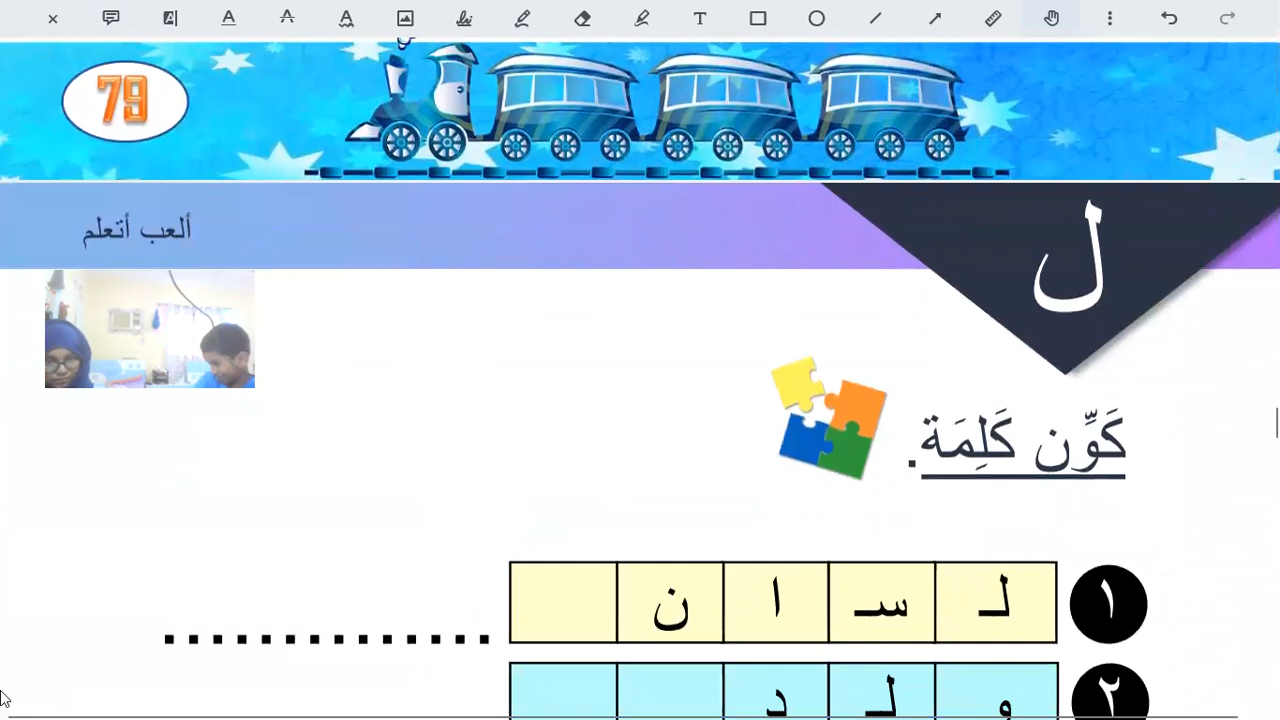 79
ألعب أتعلم
ل
كَوِّن كَلِمَة.
١ لـ سـ ا ن .............
٢ و لـ د